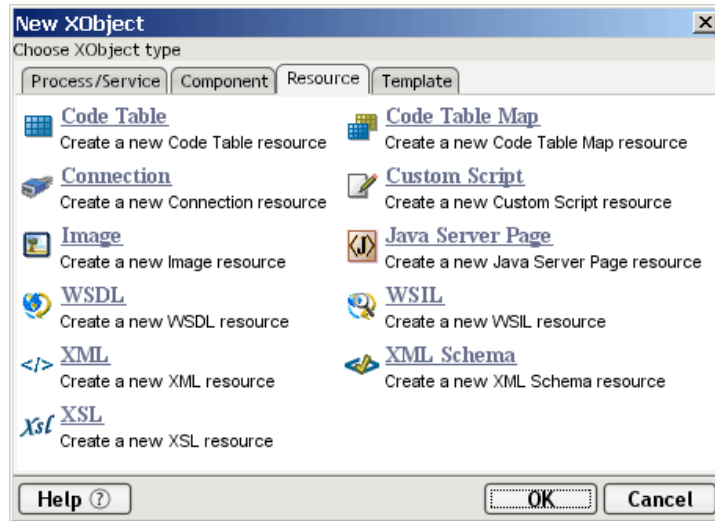 New XObject
Choose XObject type
Process/Service Component Resource Template
Code Table
Create a new Code Table resource
Code Table Map
Create a new Code Table Map resource
Connection
Create a new Connection resource
Custom Script
Create a new Custom Script resource
Image
Create a new Image resource
Java Server Page
Create a new Java Server Page resource
WSDL
Create a new WSDL resource
WSIL
Create a new WSIL resource
XML
Create a new XML resource
XML Schema
Create a new XML Schema resource
Xsl
XSL
Create a new XSL resource
Help ?
OK
Cancel